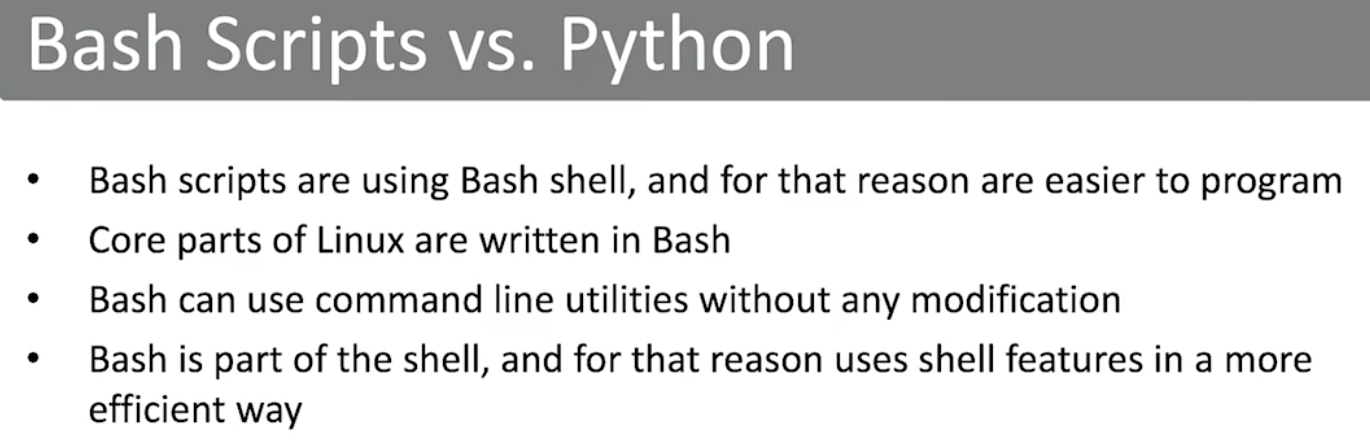 Bash Scripts vs. Python
• Bash scripts are using Bash shell, and for that reason are easier to program
• Core parts of Linux are written in Bash
• Bash can use command line utilities without any modification
• Bash is part of the shell, and for that reason uses shell features in a more
efficient way